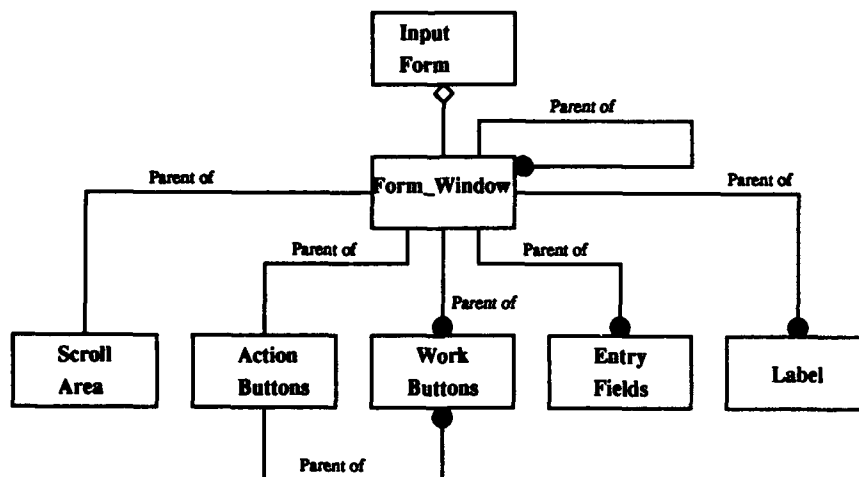 Input
Form
Parent of
Form_Window
Parent of
Parent of
Parent of
Parent of
Parent of
Scroll
Area
Action
Buttons
Work
Buttons
Entry
Fields
Label
Parent of